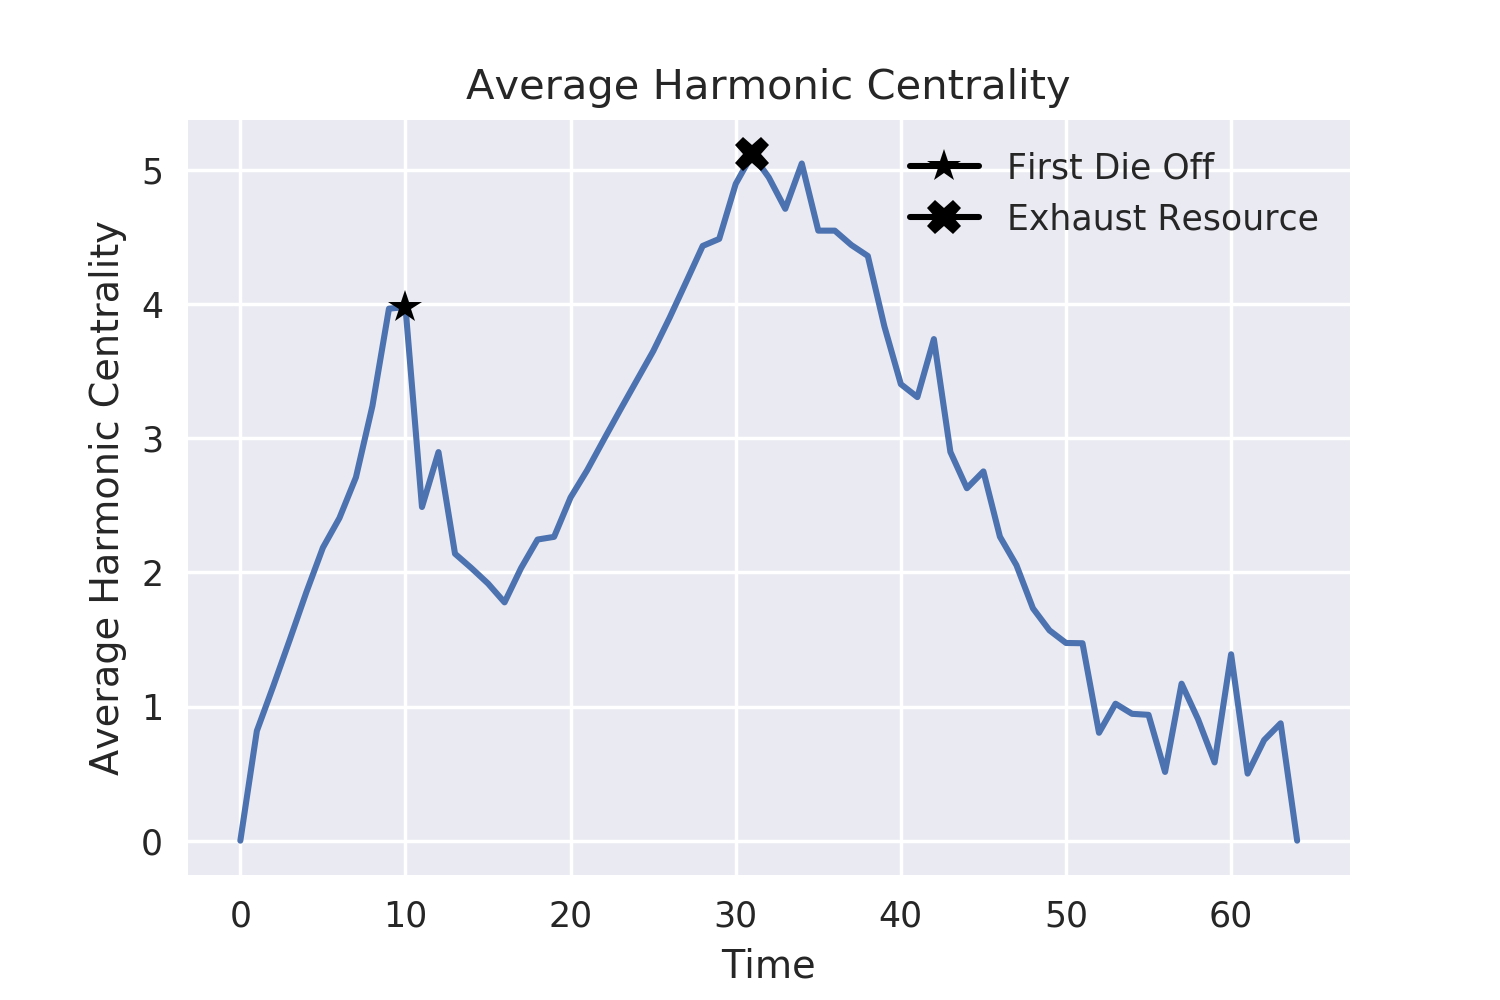 Average Harmonic Centrality
First Die Off
Exhaust Resource
Average Harmonic Centrality
5
4
3
2
1
0
0 10 20 30 40 50 60
Time